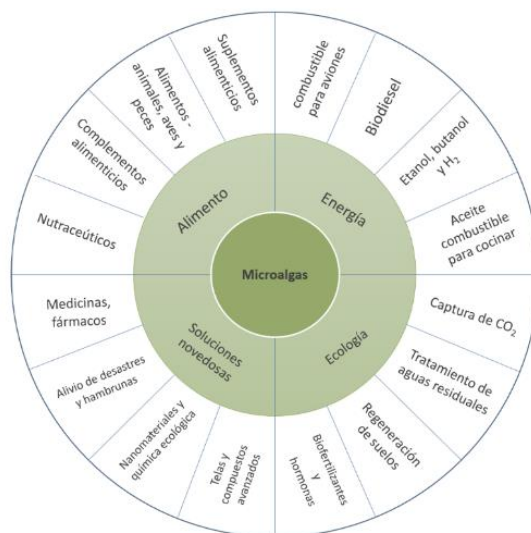 Microalgas
Alimento
Energía
Ecología
Soluciones
novedosas
combustible
para aviones
Biodiesel
Etanol, butanol
y H₂
Aceite
combustible
para cocinar
Captura de CO₂
Tratamiento de
aguas residuales
Regeneración
de suelos
Biofertilizantes
y
hormonas
Telas y
compuestos
avanzados
Nanomateriales y
química ecológica
Alivio de desastres
y hambrunas
Medicinas,
fármacos
Nutraceúticos
Complementos
alimenticios
Alimentos -
animales, aves y
peces
Suplementos
alimenticios